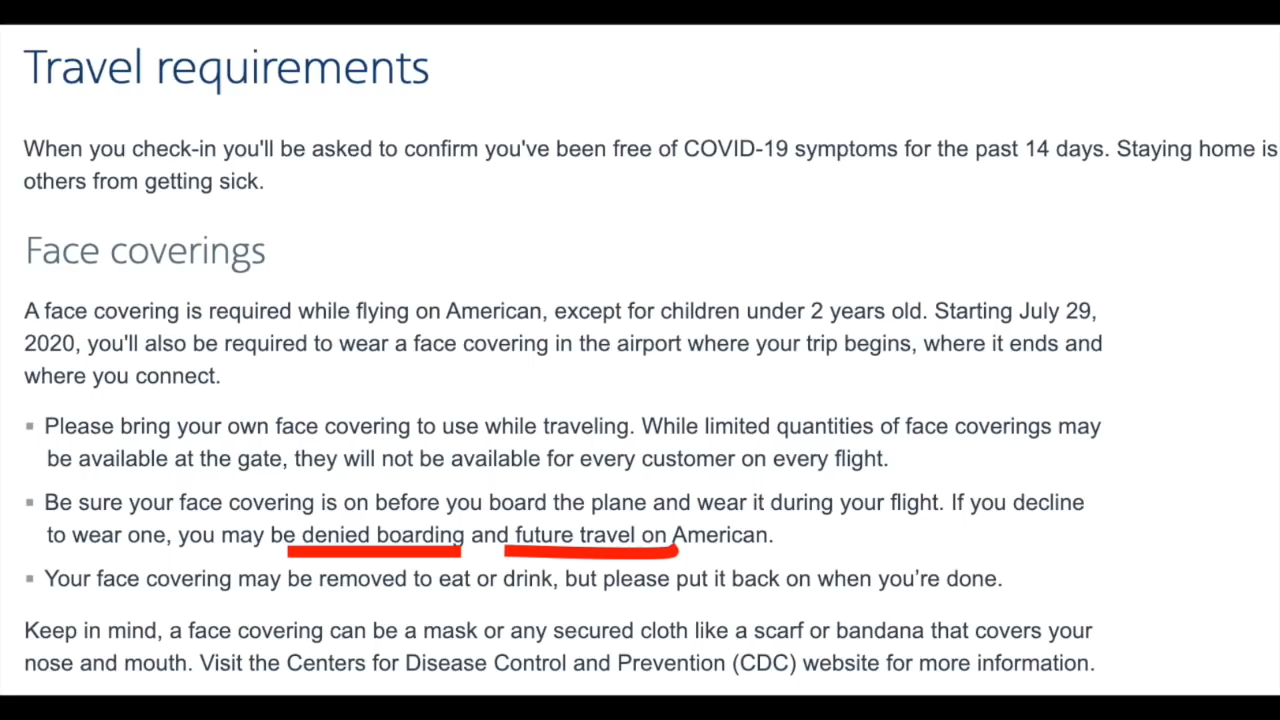 Travel requirements
When you check-in you'll be asked to confirm you've been free of COVID-19 symptoms for the past 14 days. Staying home is
others from getting sick.
Face coverings
A face covering is required while flying on American, except for children under 2 years old. Starting July 29,
2020, you'll also be required to wear a face covering in the airport where your trip begins, where it ends and
where you connect.
▪ Please bring your own face covering to use while traveling. While limited quantities of face coverings may
be available at the gate, they will not be available for every customer on every flight.
▪ Be sure your face covering is on before you board the plane and wear it during your flight. If you decline
to wear one, you may be denied boarding and future travel on American.
▪ Your face covering may be removed to eat or drink, but please put it back on when you’re done.
Keep in mind, a face covering can be a mask or any secured cloth like a scarf or bandana that covers your
nose and mouth. Visit the Centers for Disease Control and Prevention (CDC) website for more information.